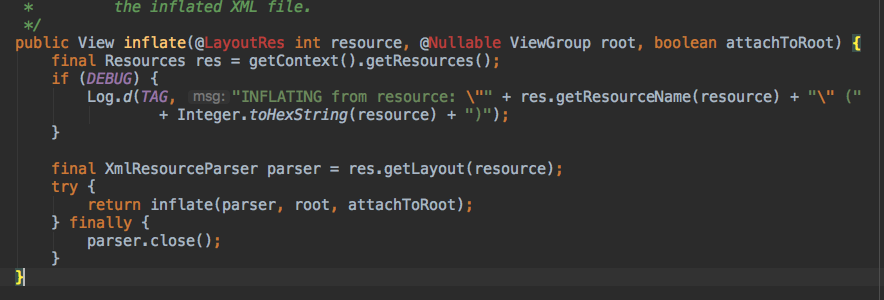 *         the inflated XML file.
*/
public View inflate(@LayoutRes int resource, @Nullable ViewGroup root, boolean attachToRoot) {
    final Resources res = getContext().getResources();
    if (DEBUG) {
        Log.d(TAG, msg: "INFLATING from resource: \"" + res.getResourceName(resource) + "\" ("
                + Integer.toHexString(resource) + ")");
    }

    final XmlResourceParser parser = res.getLayout(resource);
    try {
        return inflate(parser, root, attachToRoot);
    } finally {
        parser.close();
    }
}